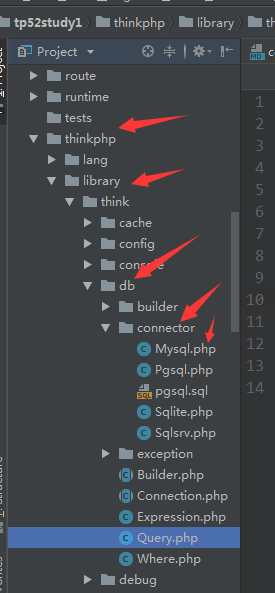 tp52study1 thinkphp library th
Project
route
runtime
tests
thinkphp
lang
library
think
cache
config
console
db
builder
connector
Mysql.php
Pgsql.php
pgsql.sql
Sqlite.php
Sqlsrv.php
exception
Builder.php
Connection.php
Expression.php
Query.php
Where.php
debug
1
2
3
4
5
6
7
8
9
10
11
12
13
14